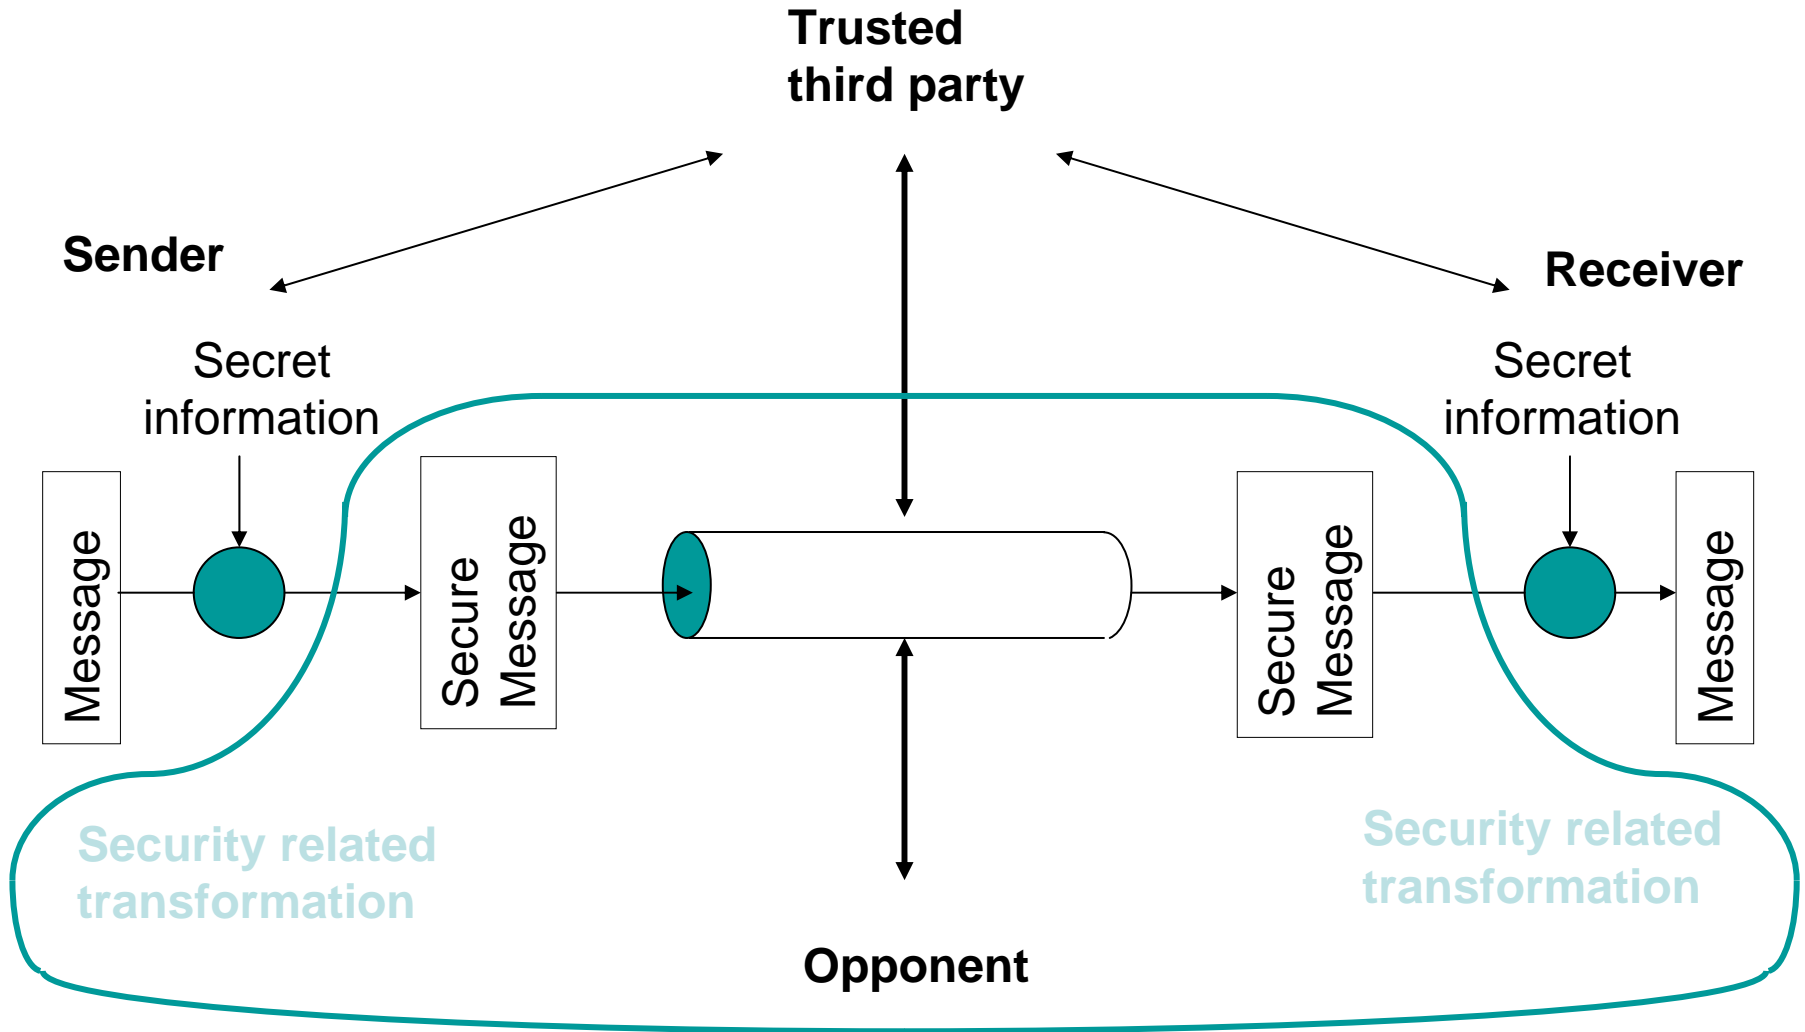 Trusted
third party
Sender
Receiver
Secret
information
Secret
information
Message
Secure
Message
Secure
Message
Message
Security related
transformation
Security related
transformation
Opponent